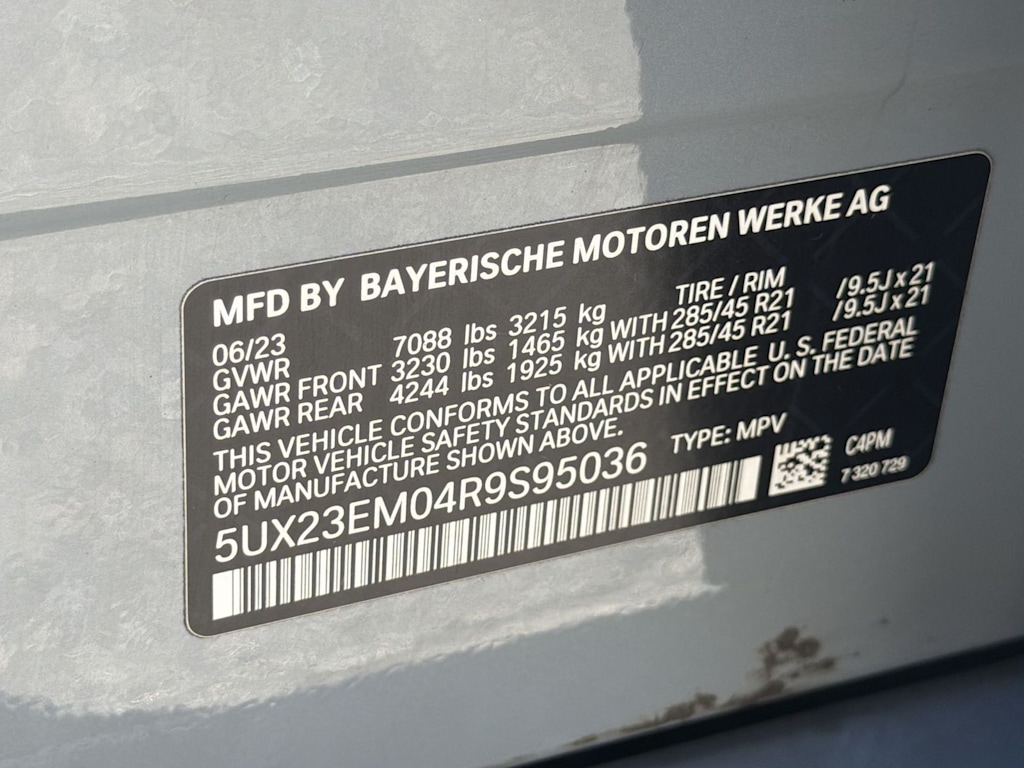 MFD BY BAYERISCHE MOTOREN WERKE AG
06/23 TIRE / RIM
GVWR 7088 lbs 3215 kg
GAWR FRONT 3230 lbs 1465 kg WITH 285/45 R21 /9.5J x 21
GAWR REAR 4244 lbs 1925 kg WITH 285/45 R21 /9.5J x 21
THIS VEHICLE CONFORMS TO ALL APPLICABLE U. S. FEDERAL
MOTOR VEHICLE SAFETY STANDARDS IN EFFECT ON THE DATE
OF MANUFACTURE SHOWN ABOVE.
5UX23EM04R9S95036 TYPE: MPV
C4PM
7 320 729